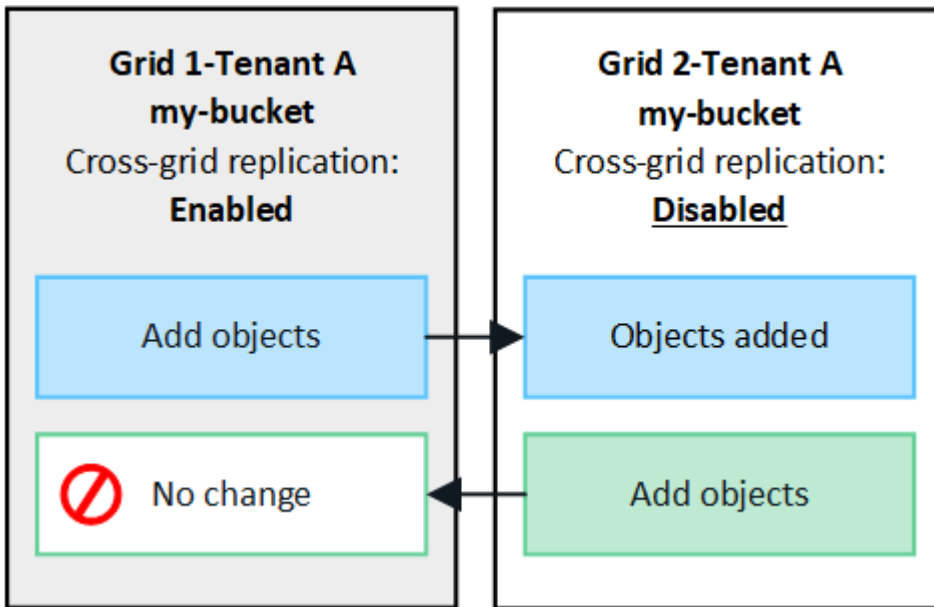 Grid 1-Tenant A
my-bucket
Cross-grid replication:
Enabled
Add objects
No change
Grid 2-Tenant A
my-bucket
Cross-grid replication:
Disabled
Objects added
Add objects